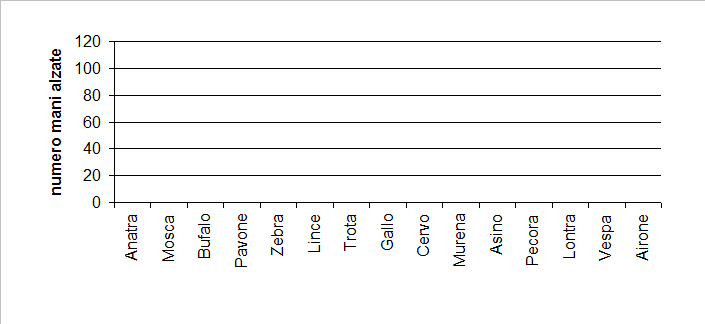 numero mani alzate
120
100
80
60
40
20
0
Anatra
Mosca
Bufalo
Pavone
Zebra
Lince
Trota
Gallo
Cervo
Murena
Asino
Pecora
Lontra
Vespa
Airone